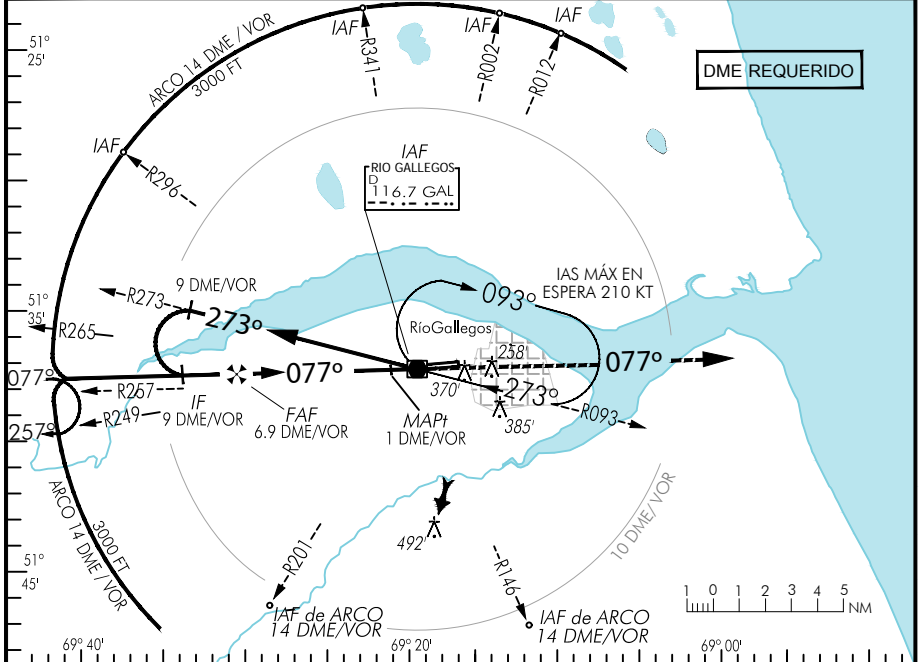 IAF
IAF
IAF
51°
25'
R341
R002
R012
DME REQUERIDO
ARCO 14 DME / VOR
3000 FT
IAF
R296
IAF
RIO GALLEGOS
D
116.7 GAL
9 DME/VOR
R273
273°
093°
IAS MÁX EN
ESPERA 210 KT
51°
35'
R265
RíoGallegos
258'
077°
077°
077°
R257
370'
273°
IF
9 DME/VOR
FAF
6.9 DME/VOR
MAPt
1 DME/VOR
R249
257°
385'
R093
3000 FT
ARCO 14 DME / VOR
492'
10 DME/VOR
R201
R146
51°
45'
IAF de ARCO
14 DME/VOR
IAF de ARCO
14 DME/VOR
1 0 1 2 3 4 5
NM
69° 40'
69° 20'
69° 00'